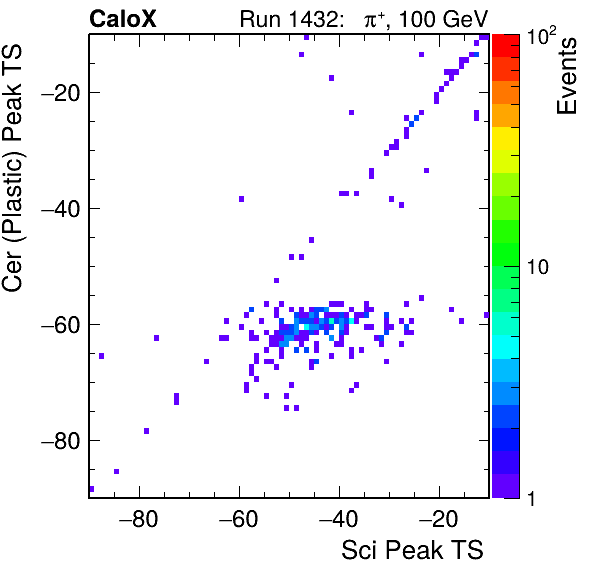 CaloX Run 1432: π⁺, 100 GeV
Cer (Plastic) Peak TS
−20
−40
−60
−80
−80 −60 −40 −20
Sci Peak TS
10²
10
1
Events